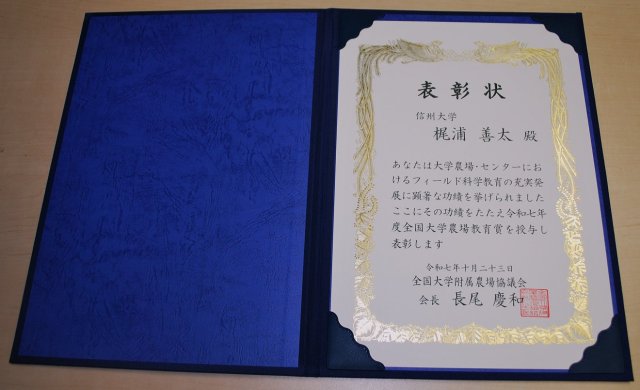 表彰状
信州大学
梶浦 善太 殿
あなたは大学農場・センターにお
けるフィールド科学教育の充実発
展に顕著な功績を挙げられました
ここにその功績をたたえ令和七年
度全国大学農場教育賞を授与し
表彰します
令和七年十月二十三日
全国大学附属農場協議会
会長 長尾 慶和